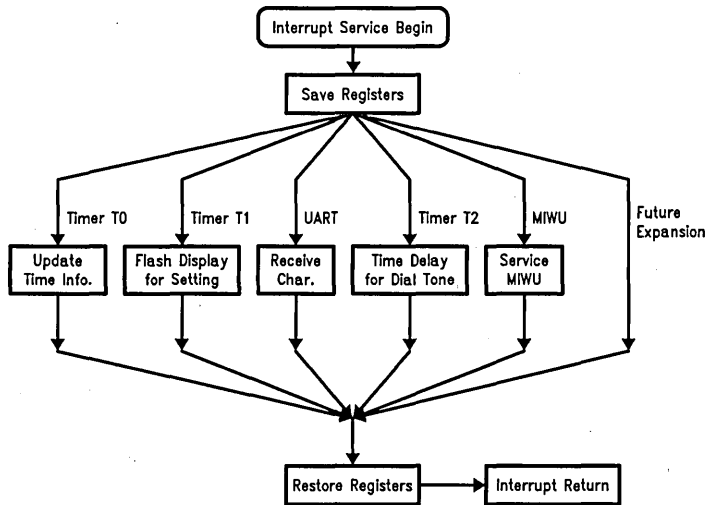 Interrupt Service Begin
Save Registers
Timer T0
Timer T1
UART
Timer T2
MIWU
Future
Expansion
Update
Time Info.
Flash Display
for Setting
Receive
Char.
Time Delay
for Dial Tone
Service
MIWU
Restore Registers
Interrupt Return